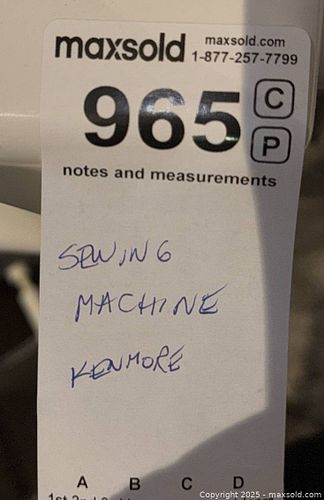 maxsold maxsold.com
1-877-257-7799
965 C
P
notes and measurements
SEWING
MACHINE
KENMORE
A B C D
Copyright © 2025 - maxsold.com